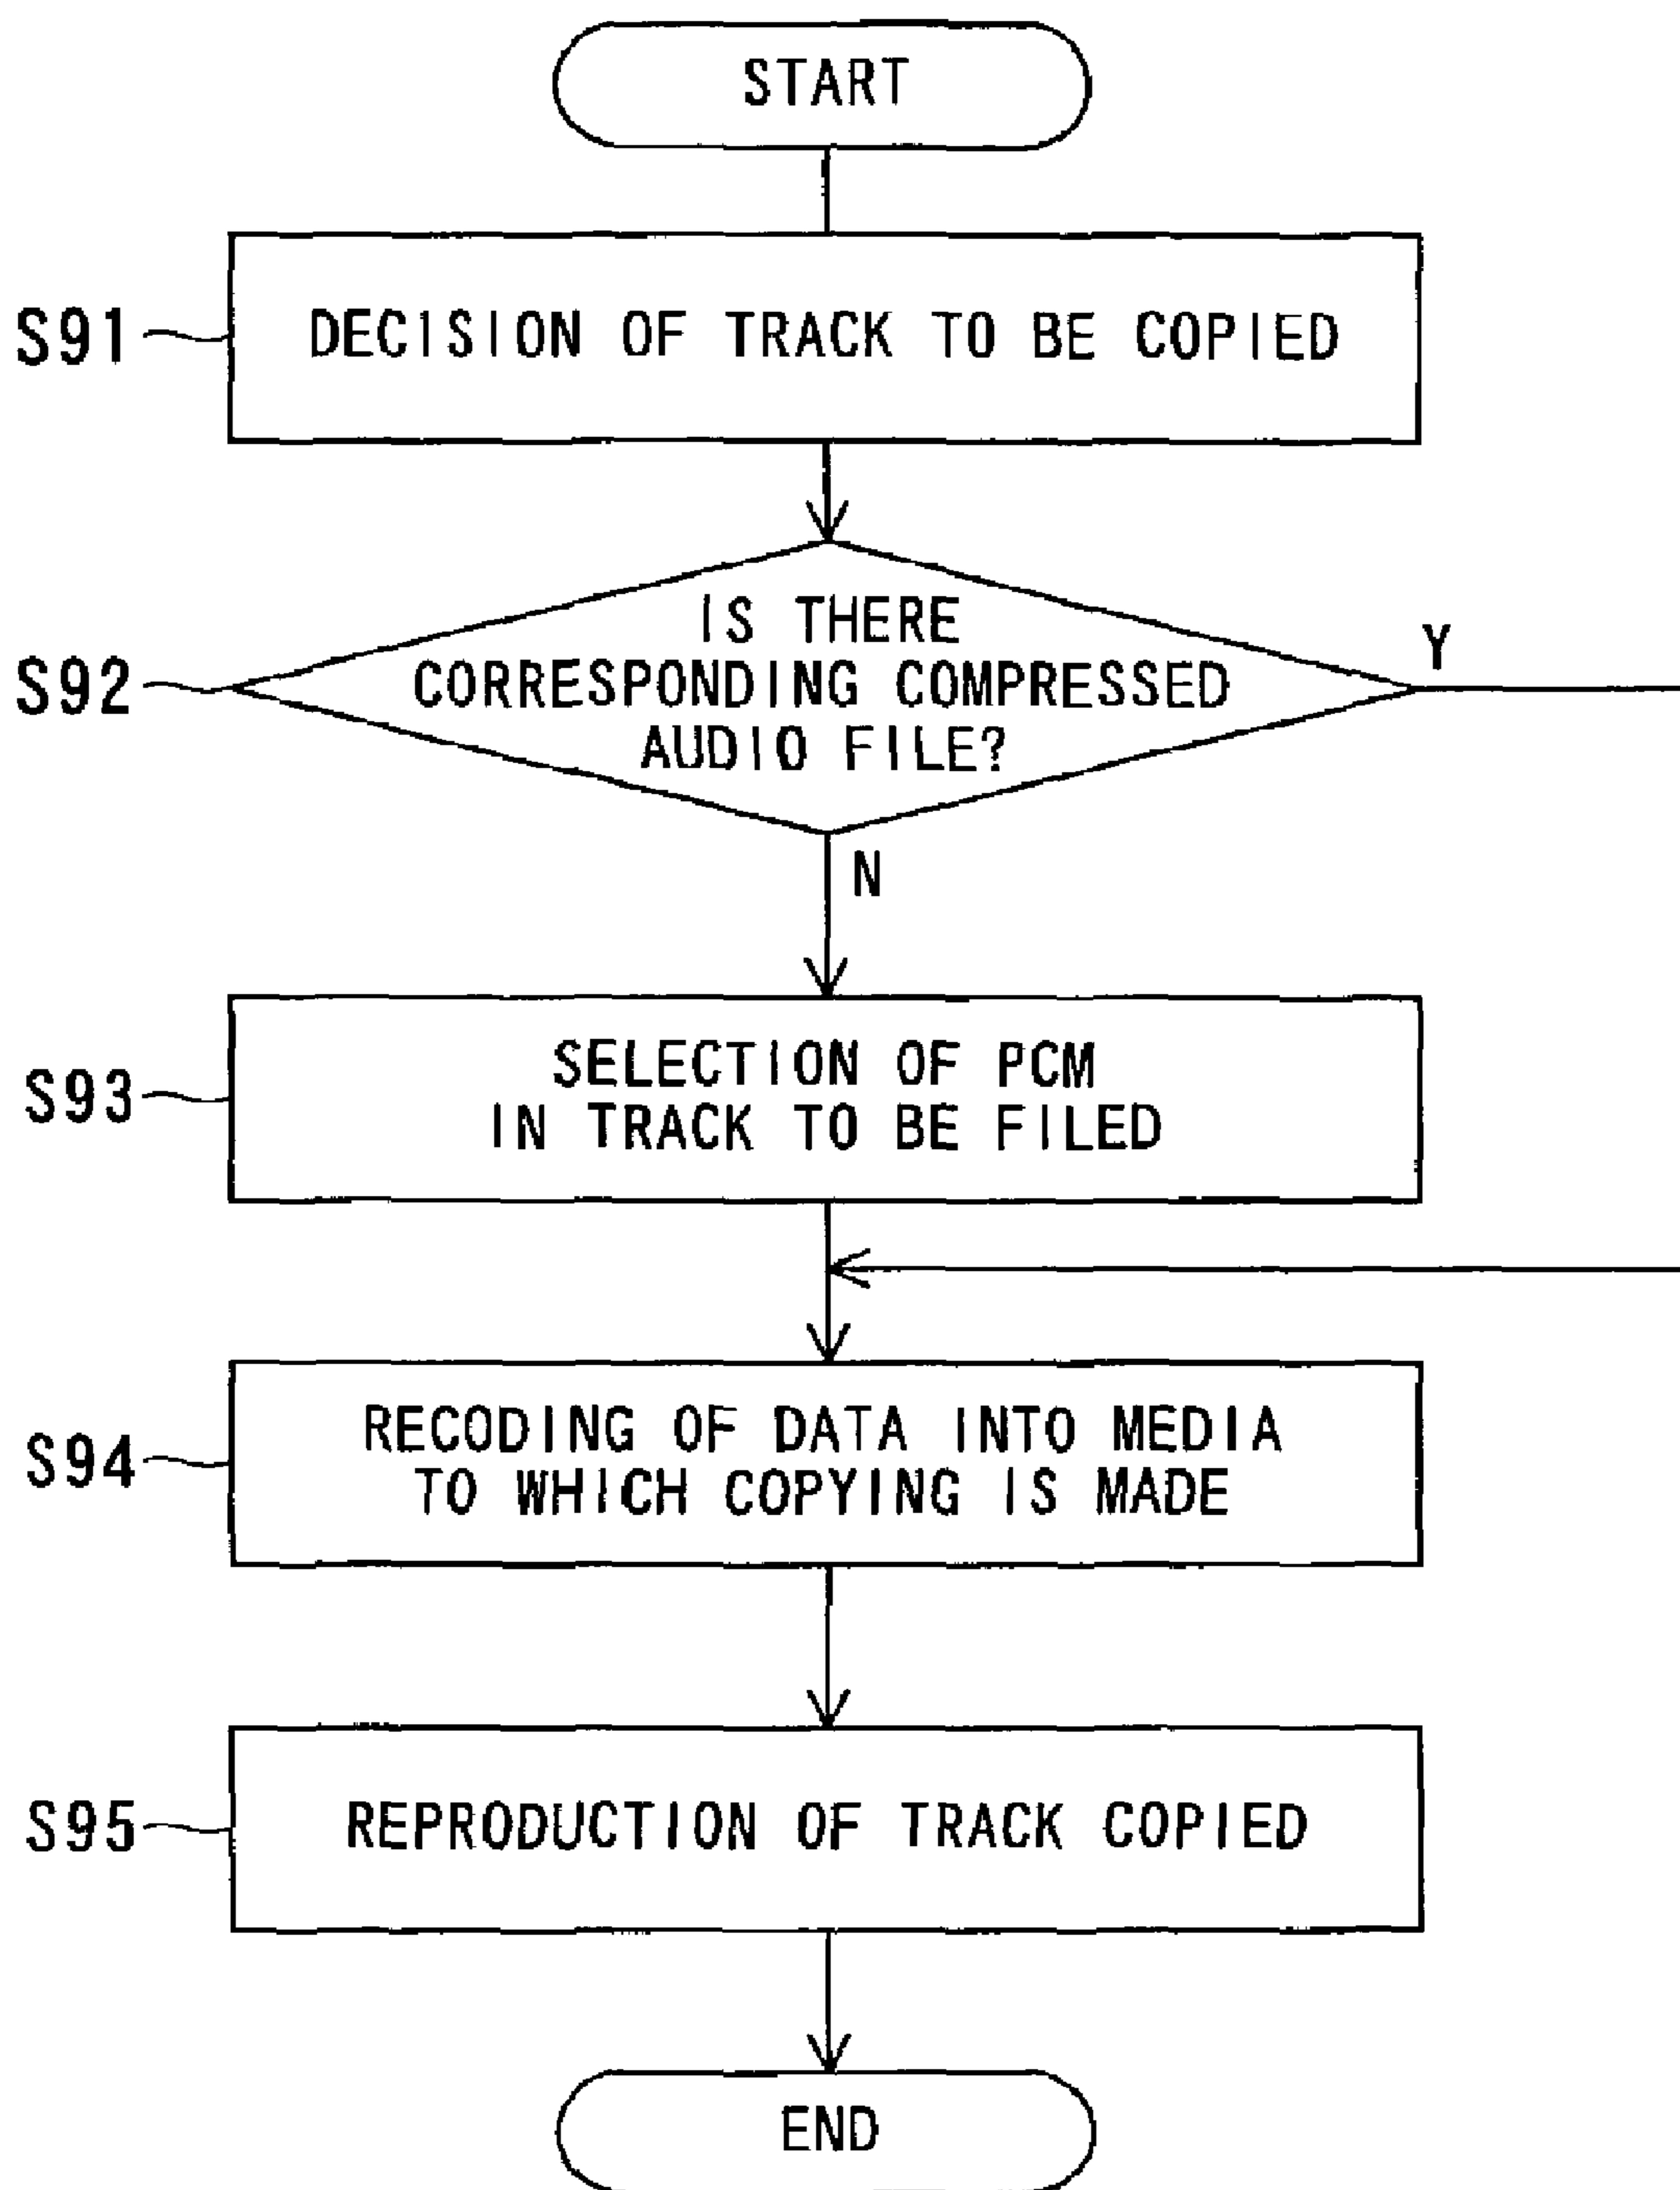 START
S91
DECISION OF TRACK TO BE COPIED
S92
IS THERE
CORRESPONDING COMPRESSED
AUDIO FILE?
Y
N
S93
SELECTION OF PCM
IN TRACK TO BE FILED
S94
RECODING OF DATA INTO MEDIA
TO WHICH COPYING IS MADE
S95
REPRODUCTION OF TRACK COPIED
END